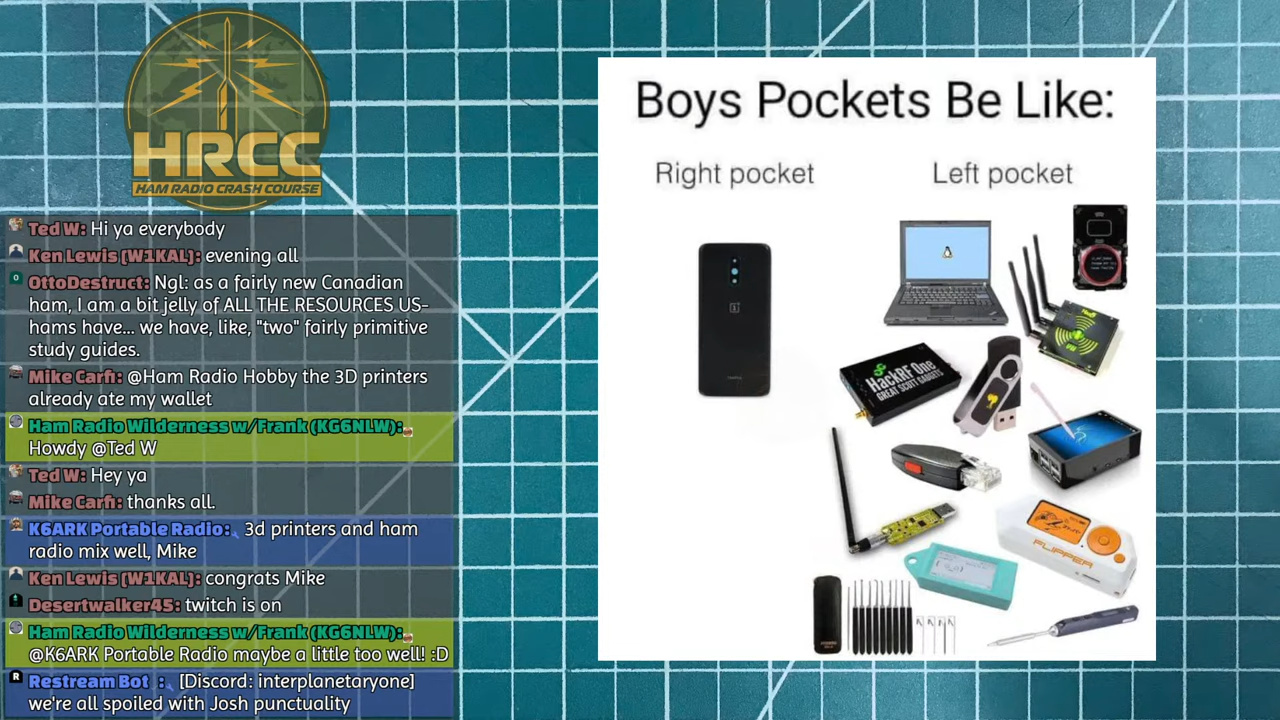 HRCC
HAM RADIO CRASH COURSE
Ted W: Hi ya everybody
Ken Lewis (W1KAL): evening all
OttoDestruct: Ngl: as a fairly new Canadian
ham, I am a bit jelly of ALL THE RESOURCES US-
hams have... we have, like, "two" fairly primitive
study guides.
Mike Carfi: @Ham Radio Hobby the 3D printers
already ate my wallet
Ham Radio Wilderness w/Frank (KG6NLW):
Howdy @Ted W
Ted W: Hey ya
Mike Carfi: thanks all.
K6ARK Portable Radio: 3d printers and ham
radio mix well, Mike
Ken Lewis (W1KAL): congrats Mike
Desertwalker45: twitch is on
Ham Radio Wilderness w/Frank (KG6NLW):
@K6ARK Portable Radio maybe a little too well! :D
Restream Bot : [Discord: interplanetaryone]
we're all spoiled with Josh punctuality
Boys Pockets Be Like:
Right pocket
Left pocket
HackRF One
GREAT SCOTT GADGETS
FLIPPER